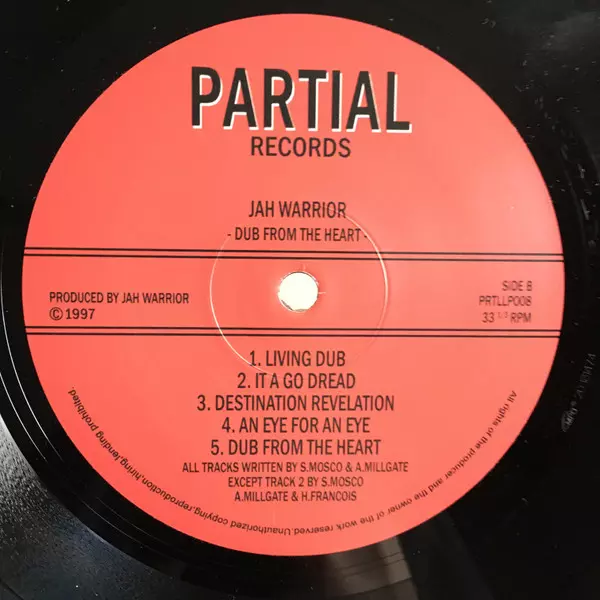 PARTIAL
RECORDS
JAH WARRIOR
- DUB FROM THE HEART -
PRODUCED BY JAH WARRIOR
© 1997
SIDE B
PRTLLP008
33 1/3 RPM
1. LIVING DUB
2. IT A GO DREAD
3. DESTINATION REVELATION
4. AN EYE FOR AN EYE
5. DUB FROM THE HEART
ALL TRACKS WRITTEN BY S.MOSCO & A.MILLGATE
EXCEPT TRACK 2 BY S.MOSCO
A.MILLGATE & H.FRANCOIS
All rights of the producer and the owner of the work reserved.Unauthorized copying,reproduction,hiring,lending prohibited.